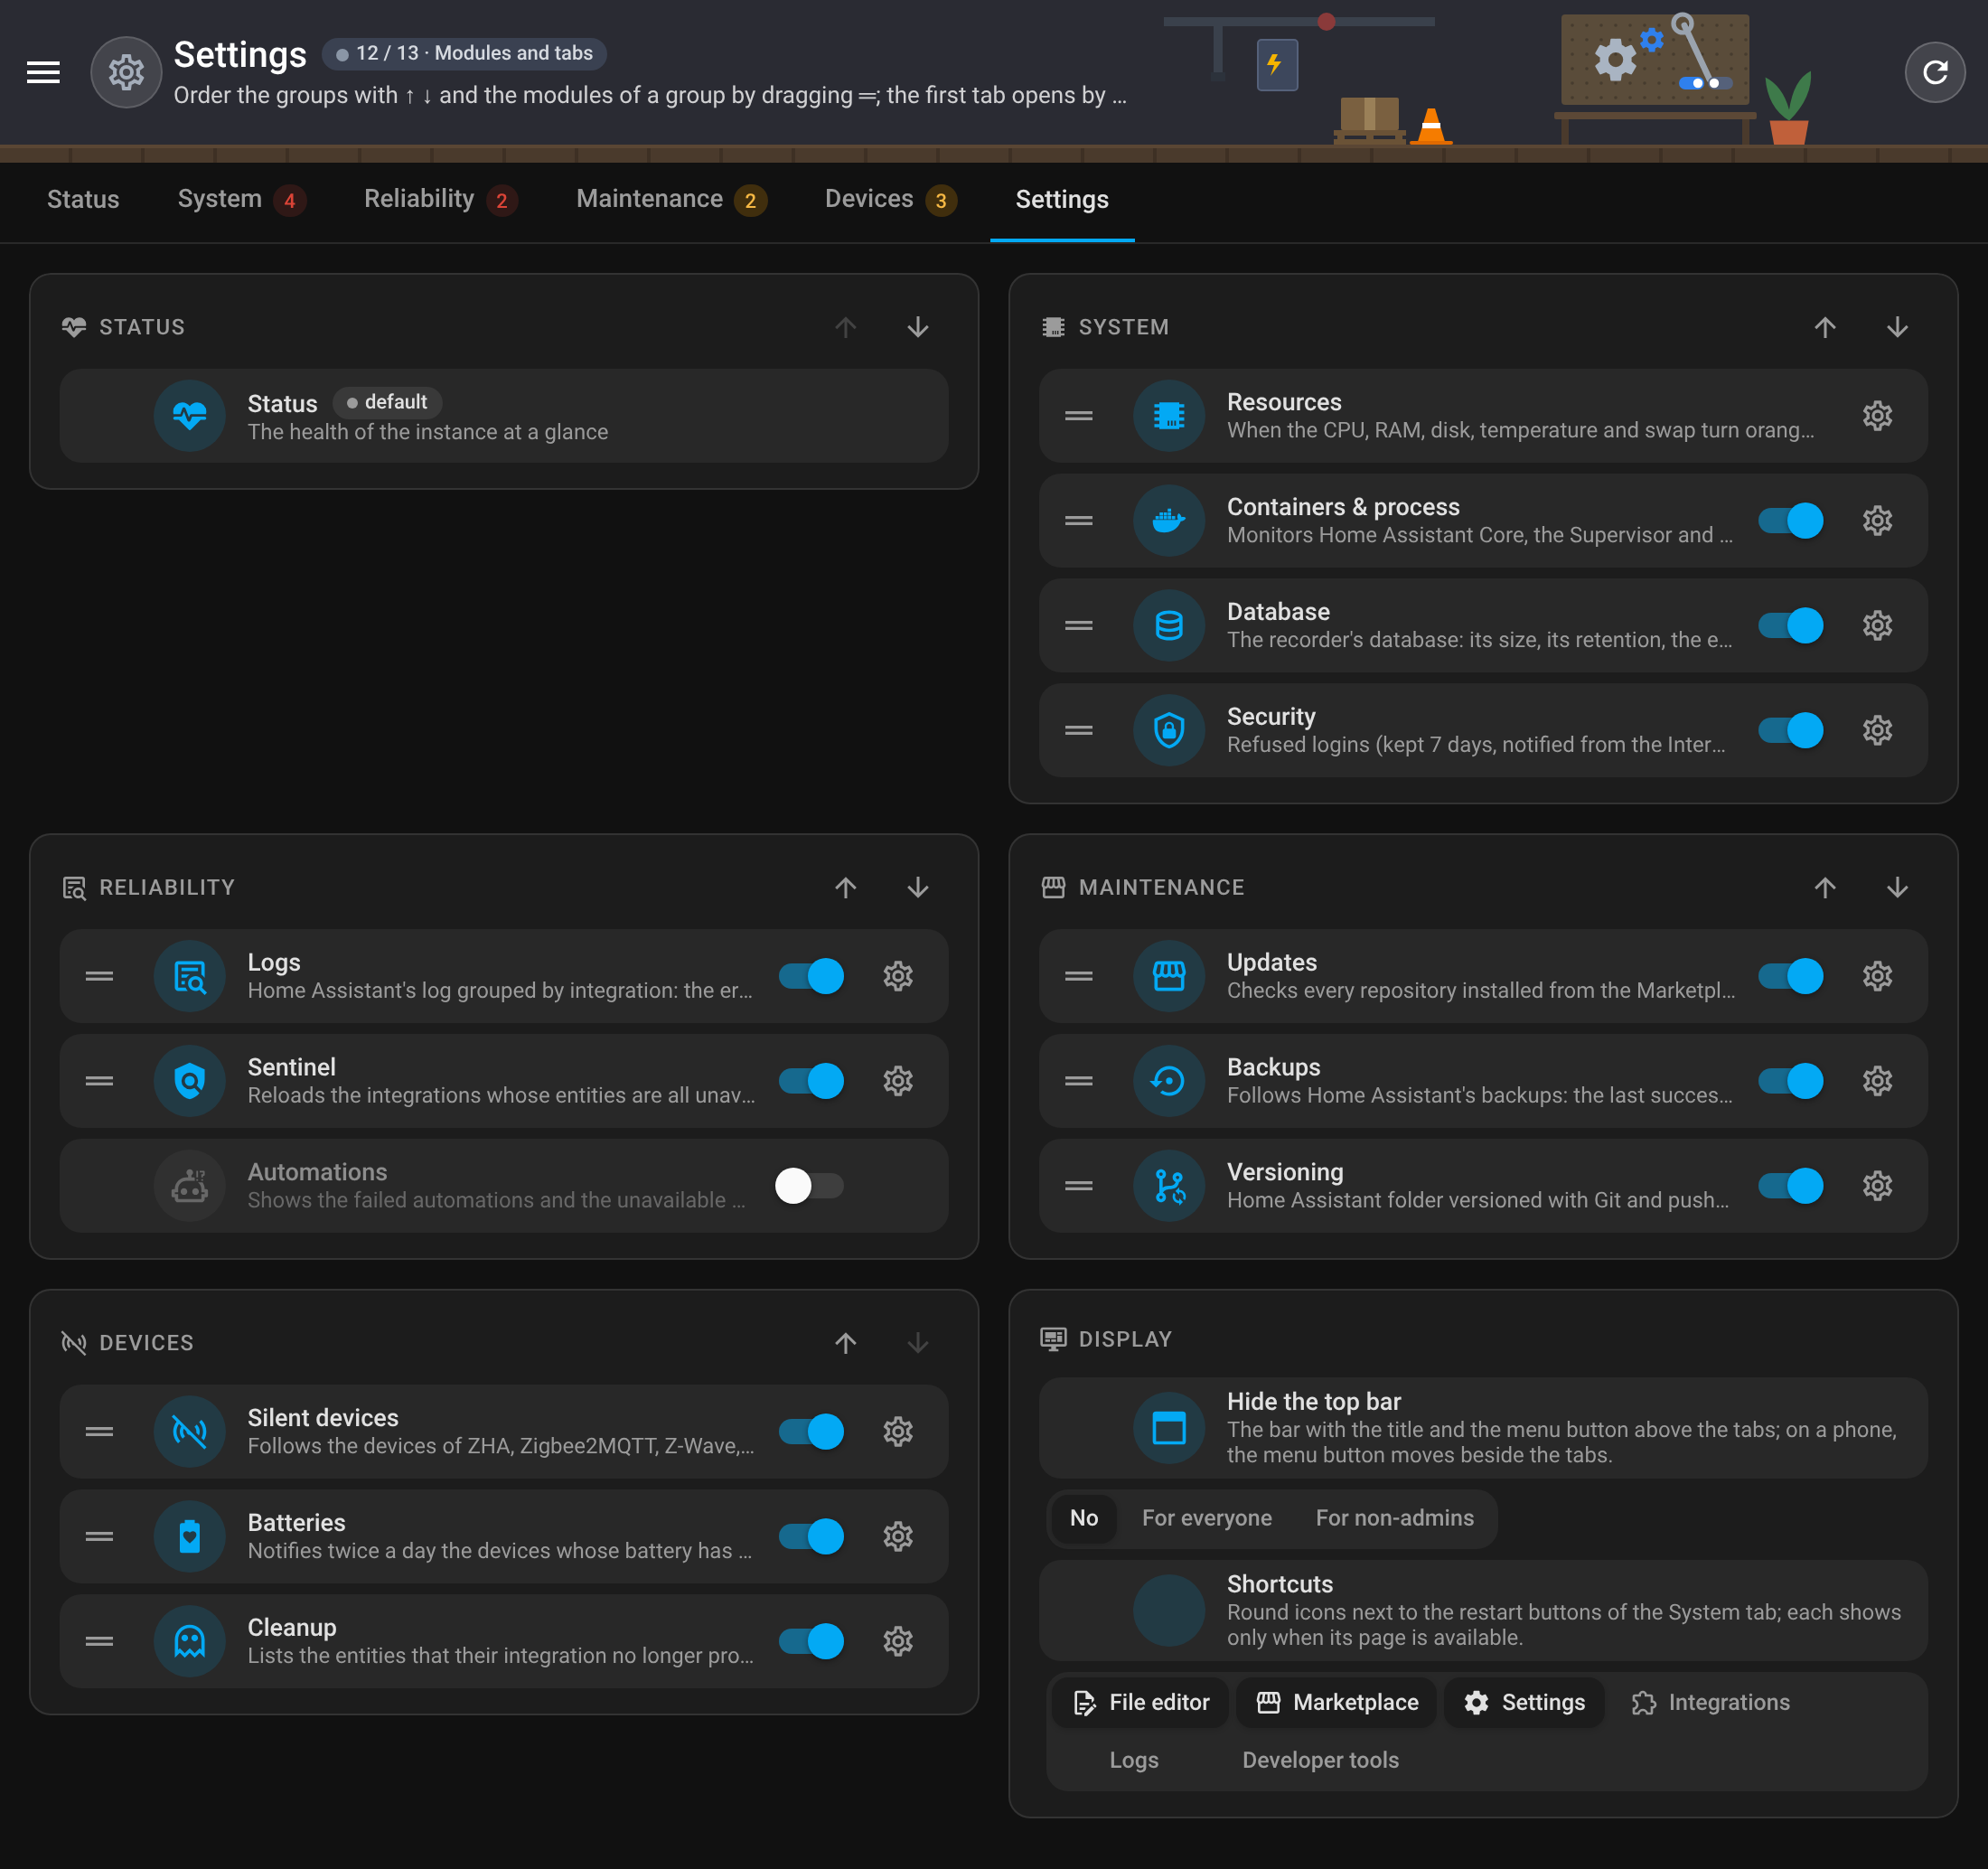 Settings
12 / 13 · Modules and tabs
Order the groups with ↑ ↓ and the modules of a group by dragging ═; the first tab opens by …
Status
System 4
Reliability 2
Maintenance 2
Devices 3
Settings
STATUS
Status
default
The health of the instance at a glance
SYSTEM
Resources
When the CPU, RAM, disk, temperature and swap turn orang…
Containers & process
Monitors Home Assistant Core, the Supervisor and …
Database
The recorder's database: its size, its retention, the e…
Security
Refused logins (kept 7 days, notified from the Inter…
RELIABILITY
Logs
Home Assistant's log grouped by integration: the er…
Sentinel
Reloads the integrations whose entities are all unav…
Automations
Shows the failed automations and the unavailable …
MAINTENANCE
Updates
Checks every repository installed from the Marketpl…
Backups
Follows Home Assistant's backups: the last succes…
Versioning
Home Assistant folder versioned with Git and push…
DEVICES
Silent devices
Follows the devices of ZHA, Zigbee2MQTT, Z-Wave,…
Batteries
Notifies twice a day the devices whose battery has …
Cleanup
Lists the entities that their integration no longer pro…
DISPLAY
Hide the top bar
The bar with the title and the menu button above the tabs; on a phone,
the menu button moves beside the tabs.
No
For everyone
For non-admins
Shortcuts
Round icons next to the restart buttons of the System tab; each shows
only when its page is available.
File editor
Marketplace
Settings
Integrations
Logs
Developer tools